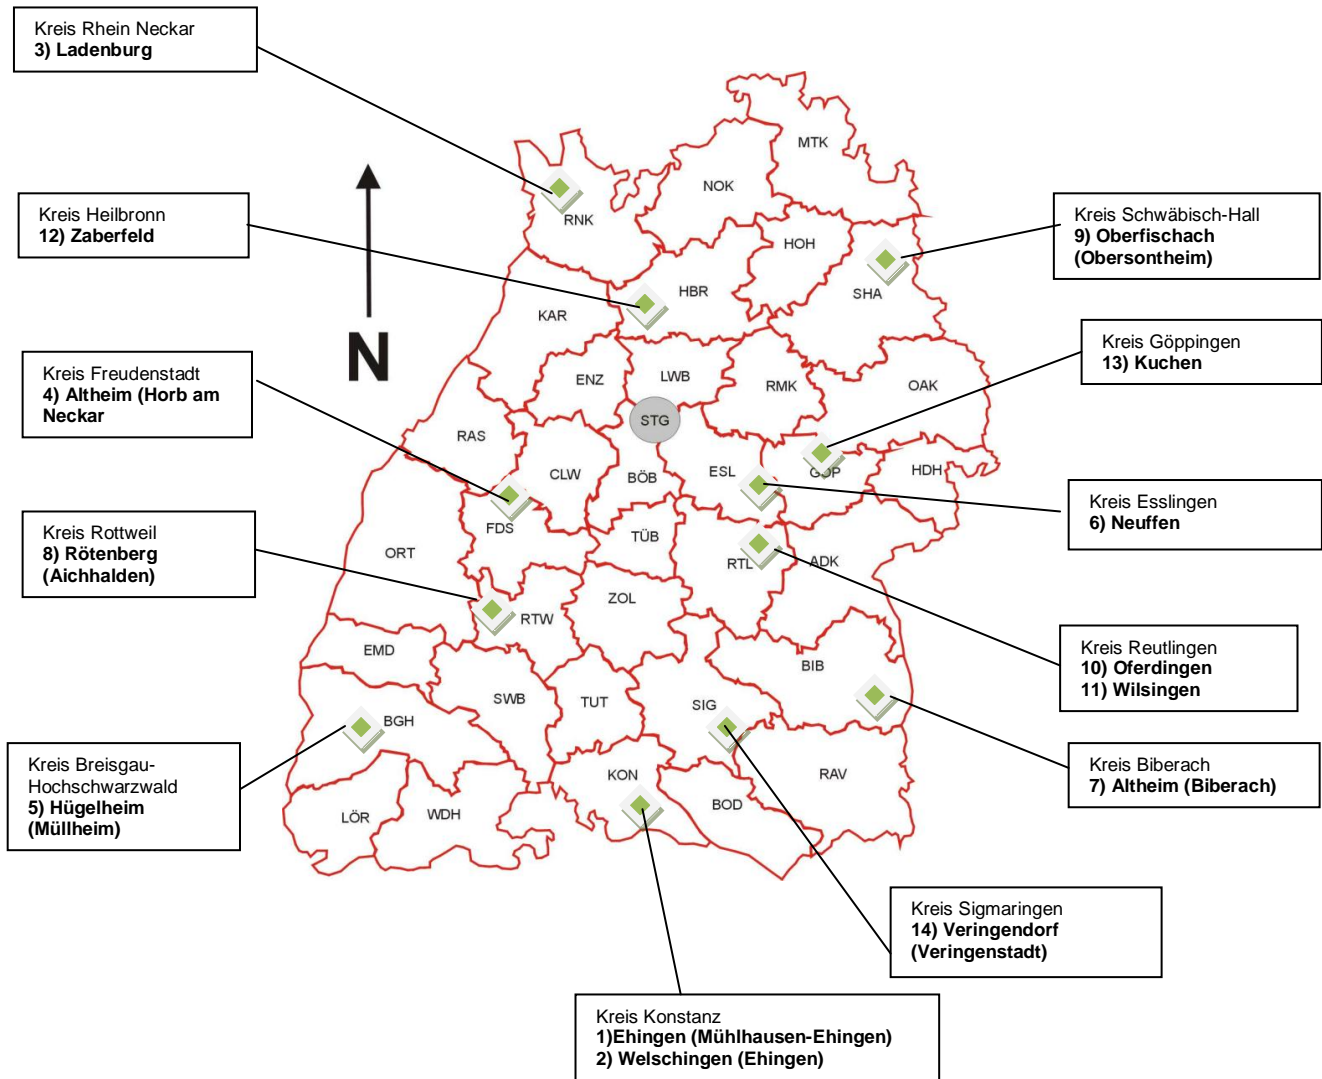 Kreis Rhein Neckar
3) Ladenburg
Kreis Heilbronn
12) Zaberfeld
Kreis Freudenstadt
4) Altheim (Horb am
Neckar
Kreis Rottweil
8) Rötenberg
(Aichhalden)
Kreis Breisgau-
Hochschwarzwald
5) Hügelheim
(Müllheim)
N
MTK
NOK
RNK
HOH
HBR
SHA
KAR
ENZ
LWB
RMK
OAK
STG
RAS
CLW
BÖB
ESL
GÖP
HDH
FDS
TÜB
ORT
RTL
ADK
ZOL
RTW
EMD
BIB
SWB
TUT
SIG
BGH
KON
RAV
BOD
LÖR
WDH
Kreis Schwäbisch-Hall
9) Oberfischach
(Obersontheim)
Kreis Göppingen
13) Kuchen
Kreis Esslingen
6) Neuffen
Kreis Reutlingen
10) Oferdingen
11) Wilsingen
Kreis Biberach
7) Altheim (Biberach)
Kreis Sigmaringen
14) Veringendorf
(Veringenstadt)
Kreis Konstanz
1)Ehingen (Mühlhausen-Ehingen)
2) Welschingen (Ehingen)